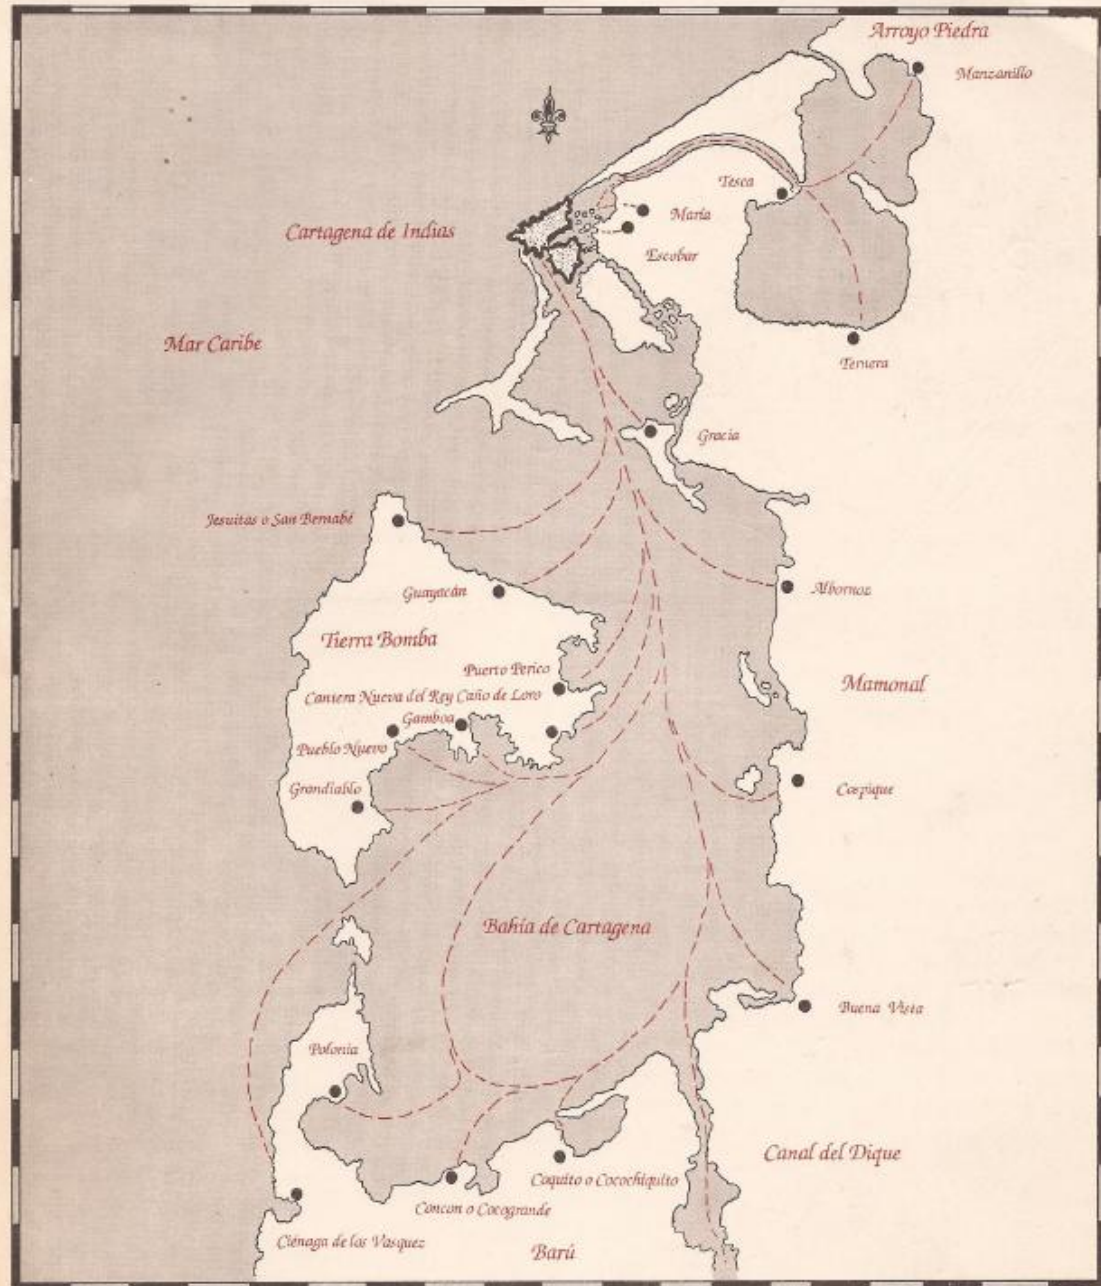 Arroyo Piedra
Manzanillo
Tesca
María
Cartagena de Indias
Escobar
Mar Caribe
Ternera
Gracia
Jesuitas o San Bernabé
Guayacán
Albornoz
Tierra Bomba
Puerto Perico
Mamonal
Cantera Nueva del Rey Caño de Loro
Gamboa
Pueblo Nuevo
Grandiablo
Cospique
Bahía de Cartagena
Buena Vista
Polonia
Canal del Dique
Coquito o Cocochiquito
Concon o Cocogrande
Ciénaga de los Vasquez
Barú